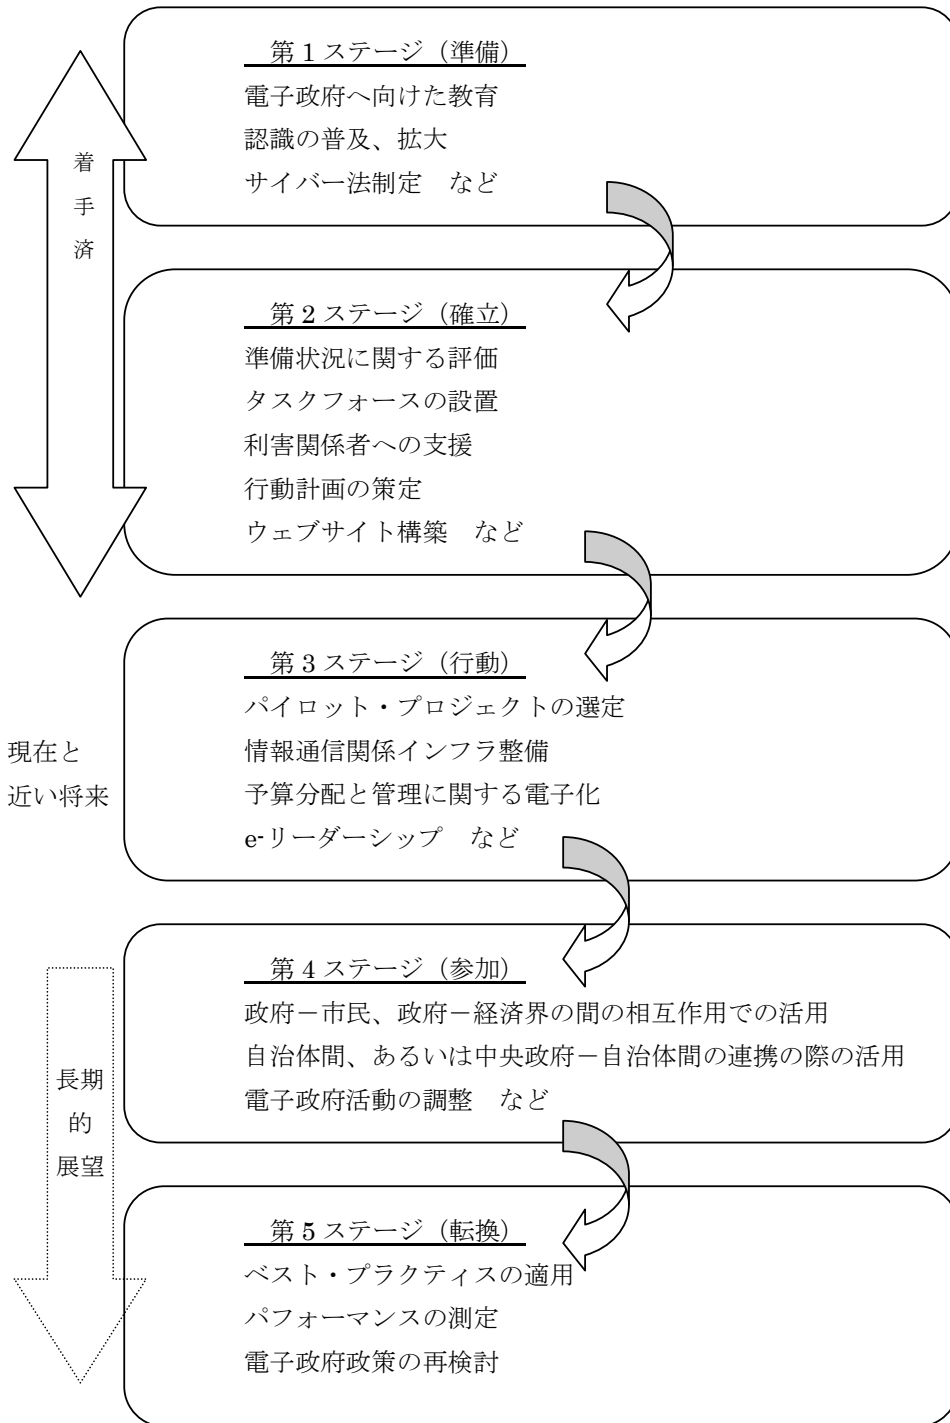 第1ステージ（準備）
電子政府へ向けた教育
認識の普及、拡大
サイバー法制定　など
着
手
済
第2ステージ（確立）
準備状況に関する評価
タスクフォースの設置
利害関係者への支援
行動計画の策定
ウェブサイト構築　など
第3ステージ（行動）
パイロット・プロジェクトの選定
情報通信関係インフラ整備
予算分配と管理に関する電子化
e-リーダーシップ　など
現在と
近い将来
第4ステージ（参加）
政府－市民、政府－経済界の間の相互作用での活用
自治体間、あるいは中央政府－自治体間の連携の際の活用
電子政府活動の調整　など
長期
的
展望
第5ステージ（転換）
ベスト・プラクティスの適用
パフォーマンスの測定
電子政府政策の再検討